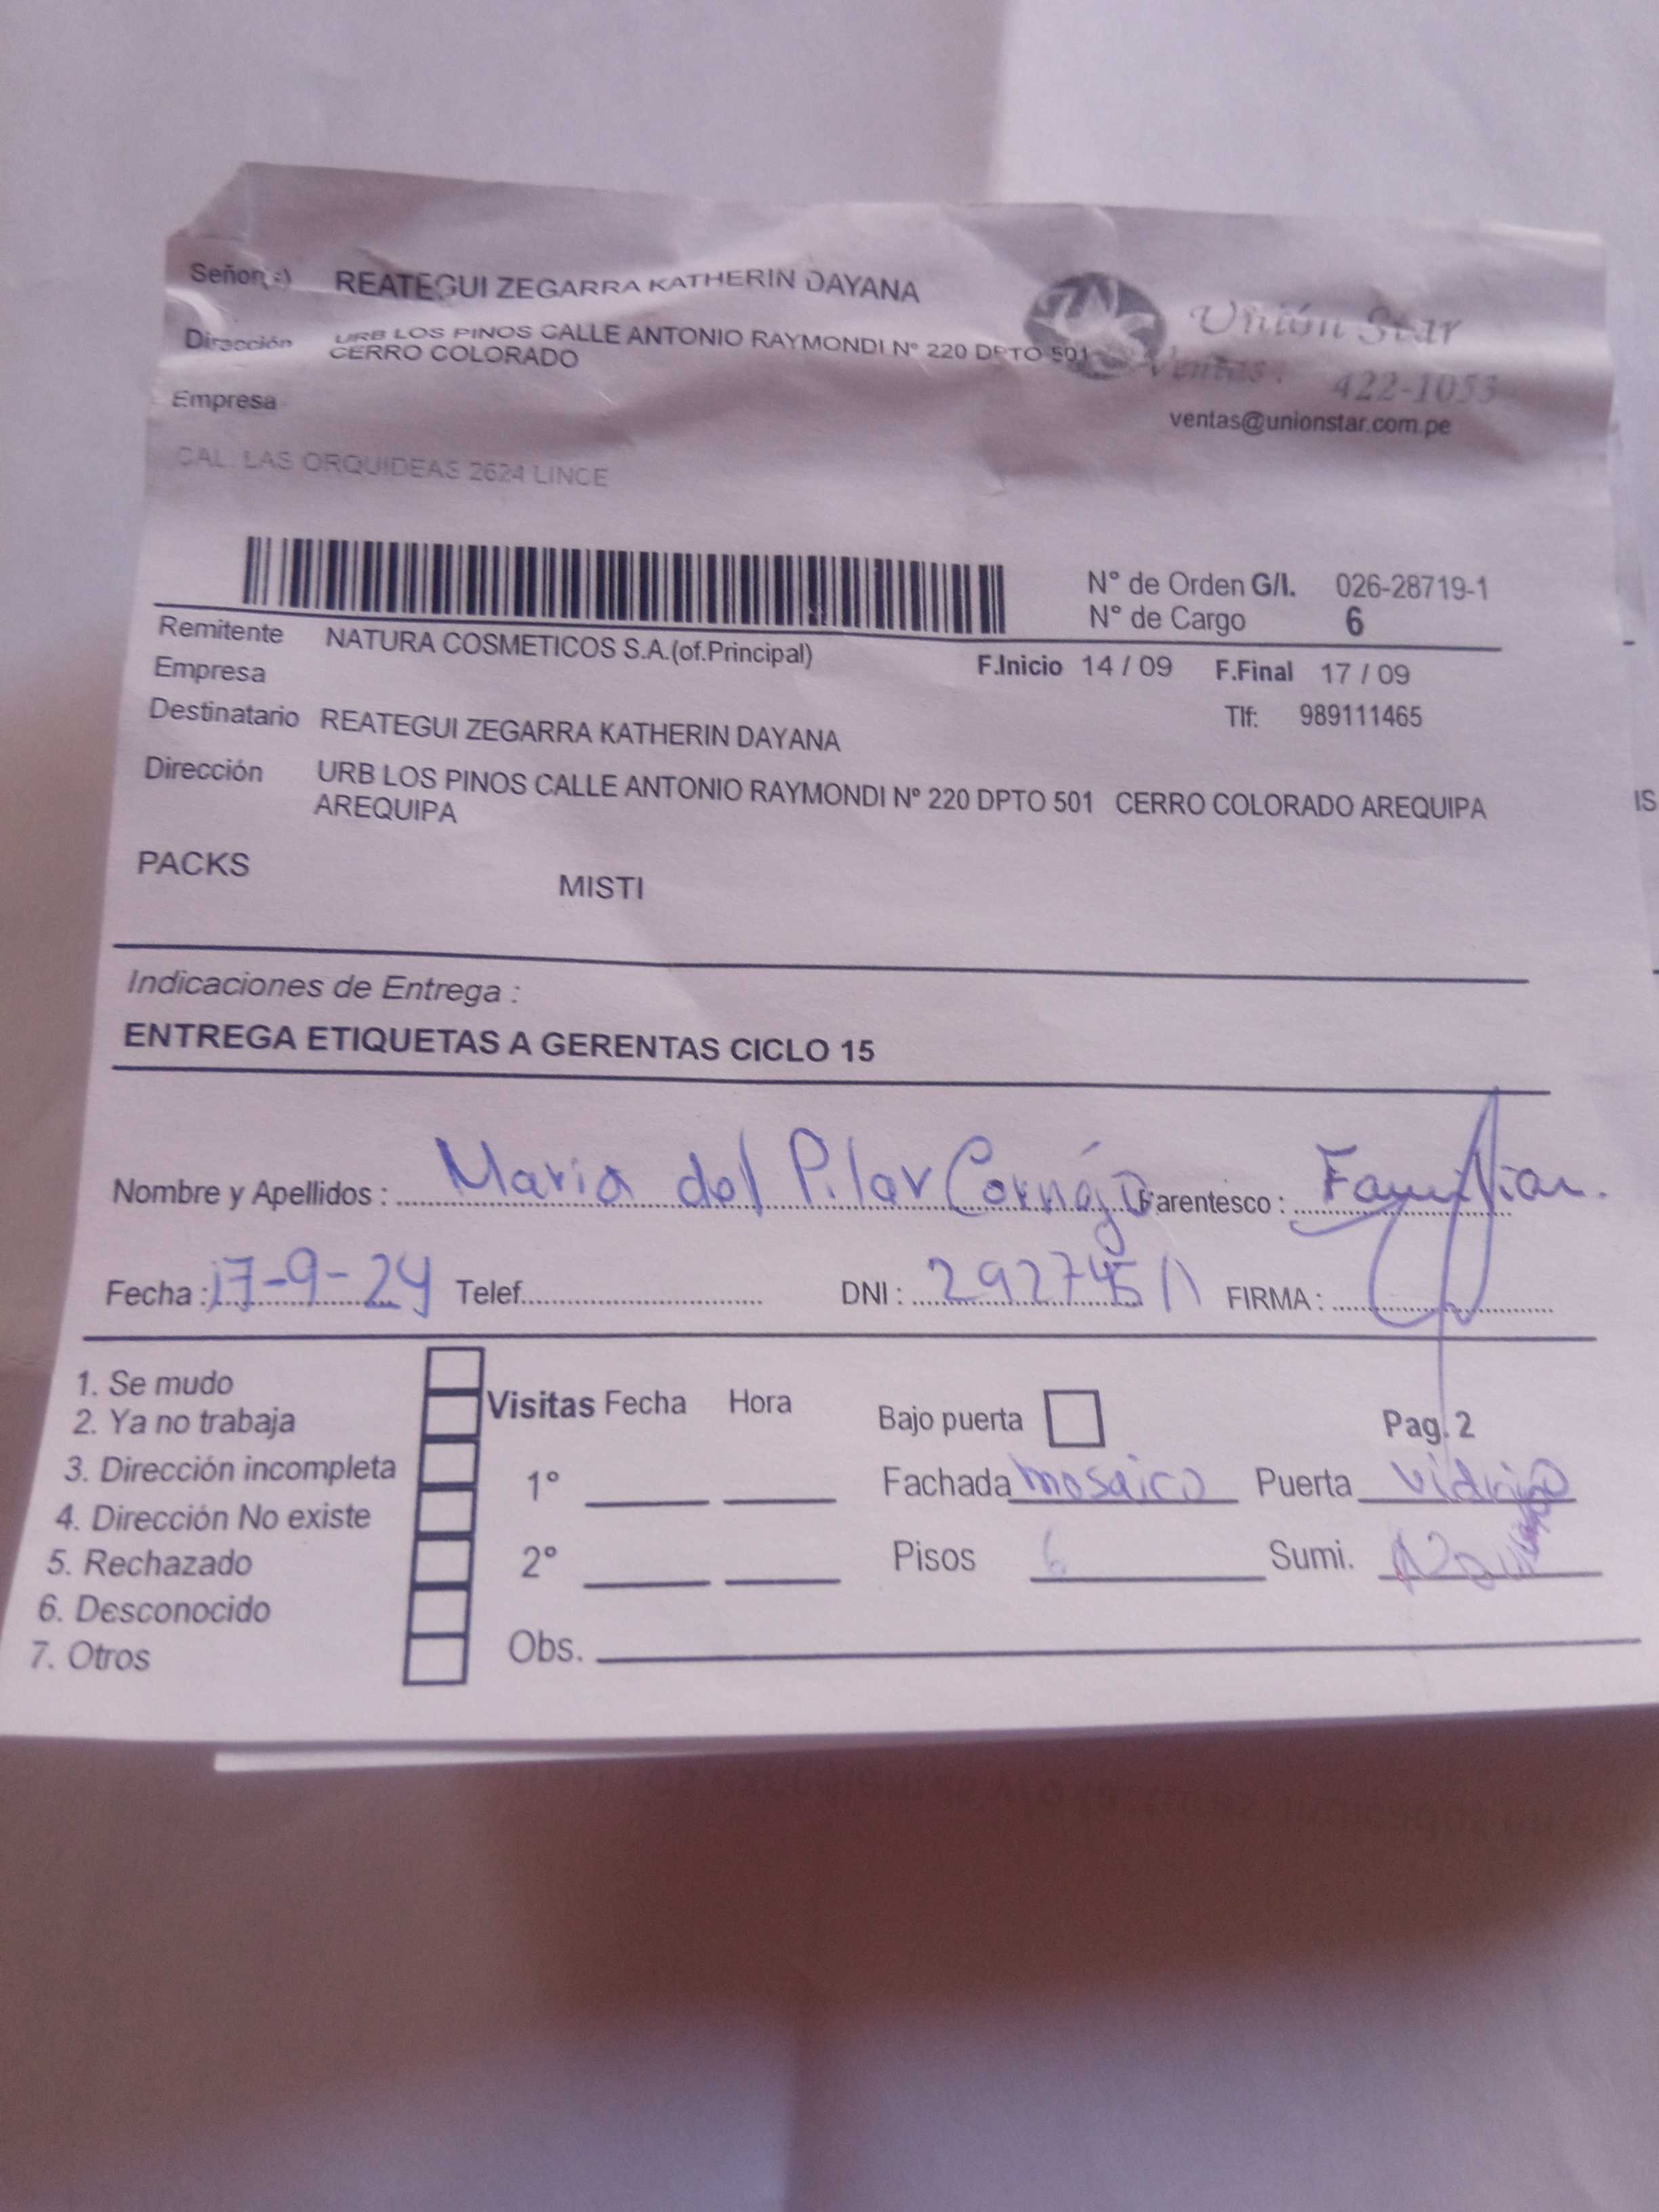 Señor(a) REATEGUI ZEGARRA KATHERIN DAYANA
Unión Star
Dirección URB LOS PINOS CALLE ANTONIO RAYMONDI Nº 220 DPTO 501
CERRO COLORADO
Ventas: 422-1053
Empresa
ventas@unionstar.com.pe
CAL. LAS ORQUIDEAS 2624 LINCE
N° de Orden G/I. 026-28719-1
N° de Cargo 6
Remitente NATURA COSMETICOS S.A.(of.Principal)
Empresa
F.Inicio 14 / 09 F.Final 17 / 09
Destinatario REATEGUI ZEGARRA KATHERIN DAYANA
Tlf: 989111465
Dirección URB LOS PINOS CALLE ANTONIO RAYMONDI Nº 220 DPTO 501 CERRO COLORADO AREQUIPA
AREQUIPA
IS
PACKS MISTI
Indicaciones de Entrega :
ENTREGA ETIQUETAS A GERENTAS CICLO 15
Nombre y Apellidos : Maria del Pilar Cornejo Parentesco : Familiar.
Fecha : 17-9-24 Telef. DNI : FIRMA :
1. Se mudo
2. Ya no trabaja
3. Dirección incompleta
4. Dirección No existe
5. Rechazado
6. Desconocido
7. Otros
Visitas Fecha Hora
1°
2°
Obs.
Bajo puerta Pag. 2
Fachada mosaico Puerta vidrio
Pisos 6 Sumi.